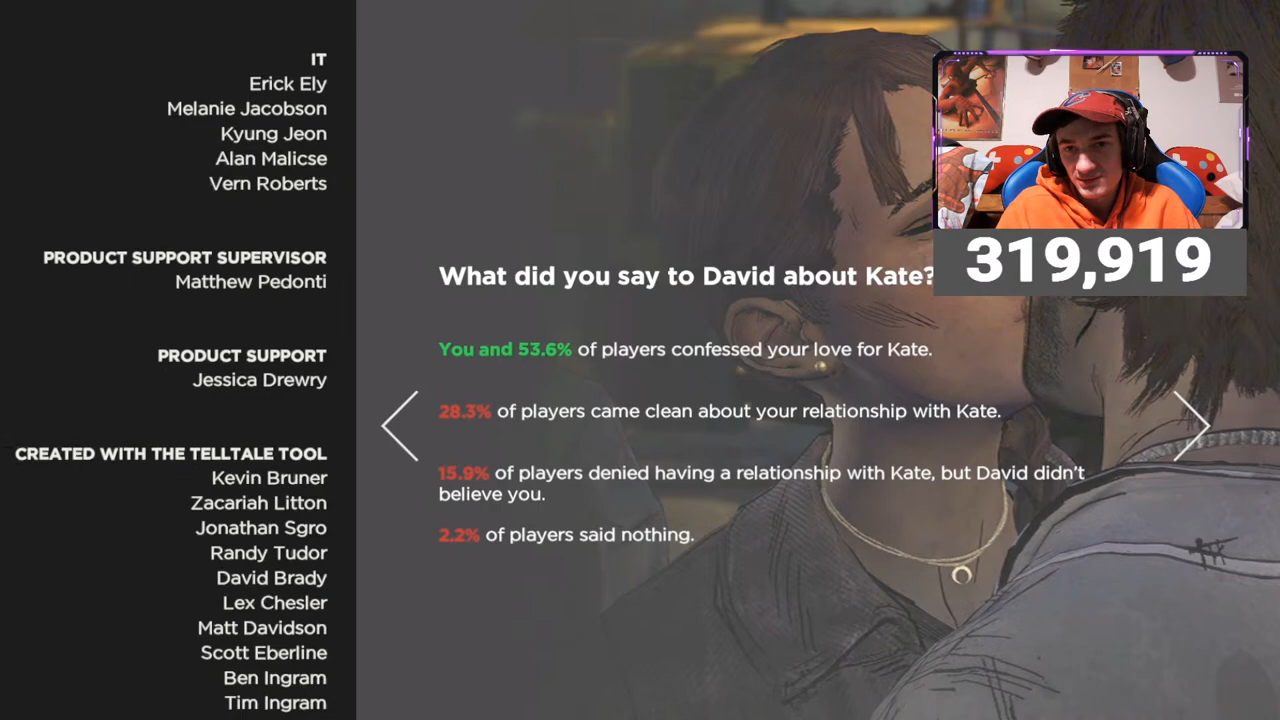 IT
Erick Ely
Melanie Jacobson
Kyung Jeon
Alan Malicse
Vern Roberts
PRODUCT SUPPORT SUPERVISOR
Matthew Pedonti
PRODUCT SUPPORT
Jessica Drewry
CREATED WITH THE TELLTALE TOOL
Kevin Bruner
Zacariah Litton
Jonathan Sgro
Randy Tudor
David Brady
Lex Chesler
Matt Davidson
Scott Eberline
Ben Ingram
Tim Ingram
What did you say to David about Kate?
You and 53.6% of players confessed your love for Kate.
28.3% of players came clean about your relationship with Kate.
15.9% of players denied having a relationship with Kate, but David didn't
believe you.
2.2% of players said nothing.
319,919